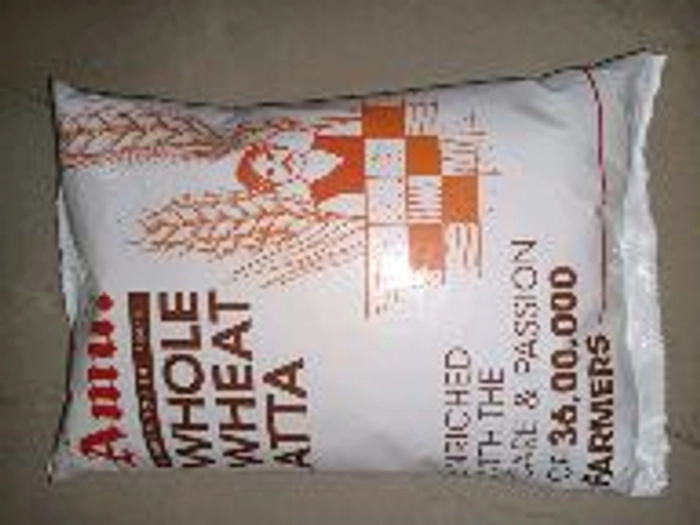 Amul
WHOLE
WHEAT
ATTA
ENRICHED
WITH THE
CARE & PASSION
OF 36,00,000
FARMERS